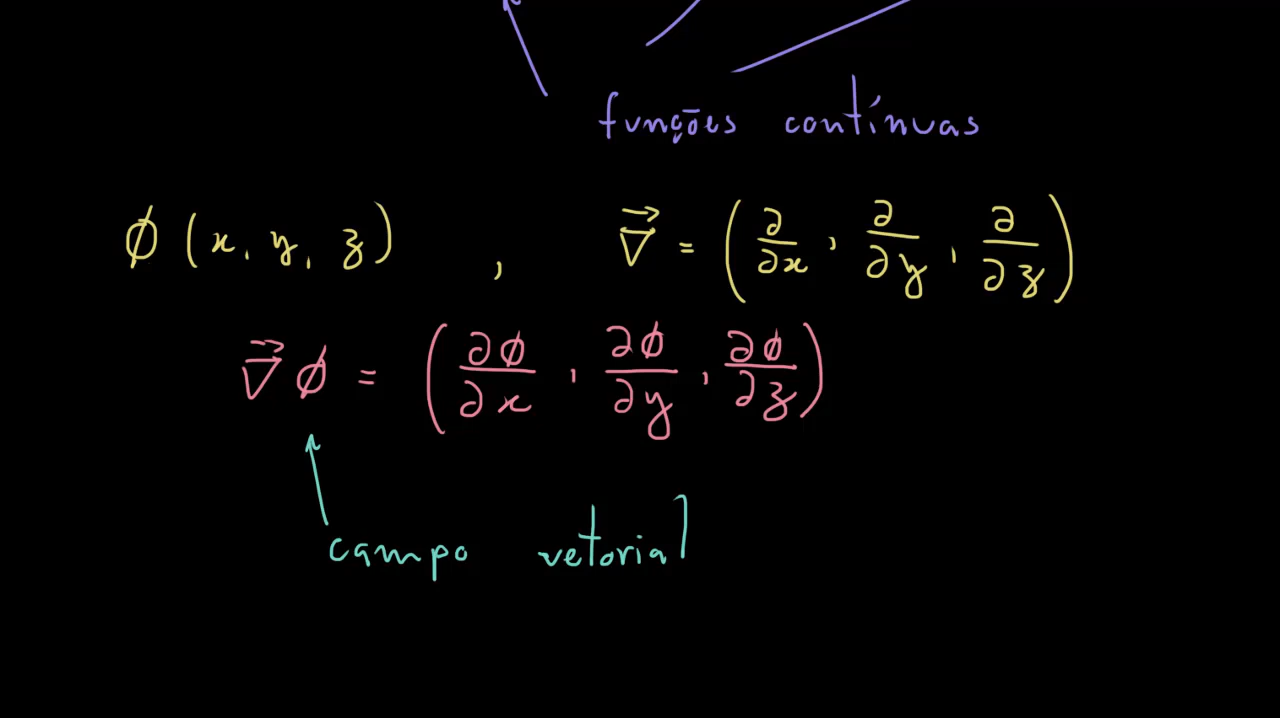 funções contínuas
ϕ (x, y, z) , ∇⃗ = (∂/∂x, ∂/∂y, ∂/∂z)
∇⃗ϕ = (∂ϕ/∂x, ∂ϕ/∂y, ∂ϕ/∂z)
campo vetorial